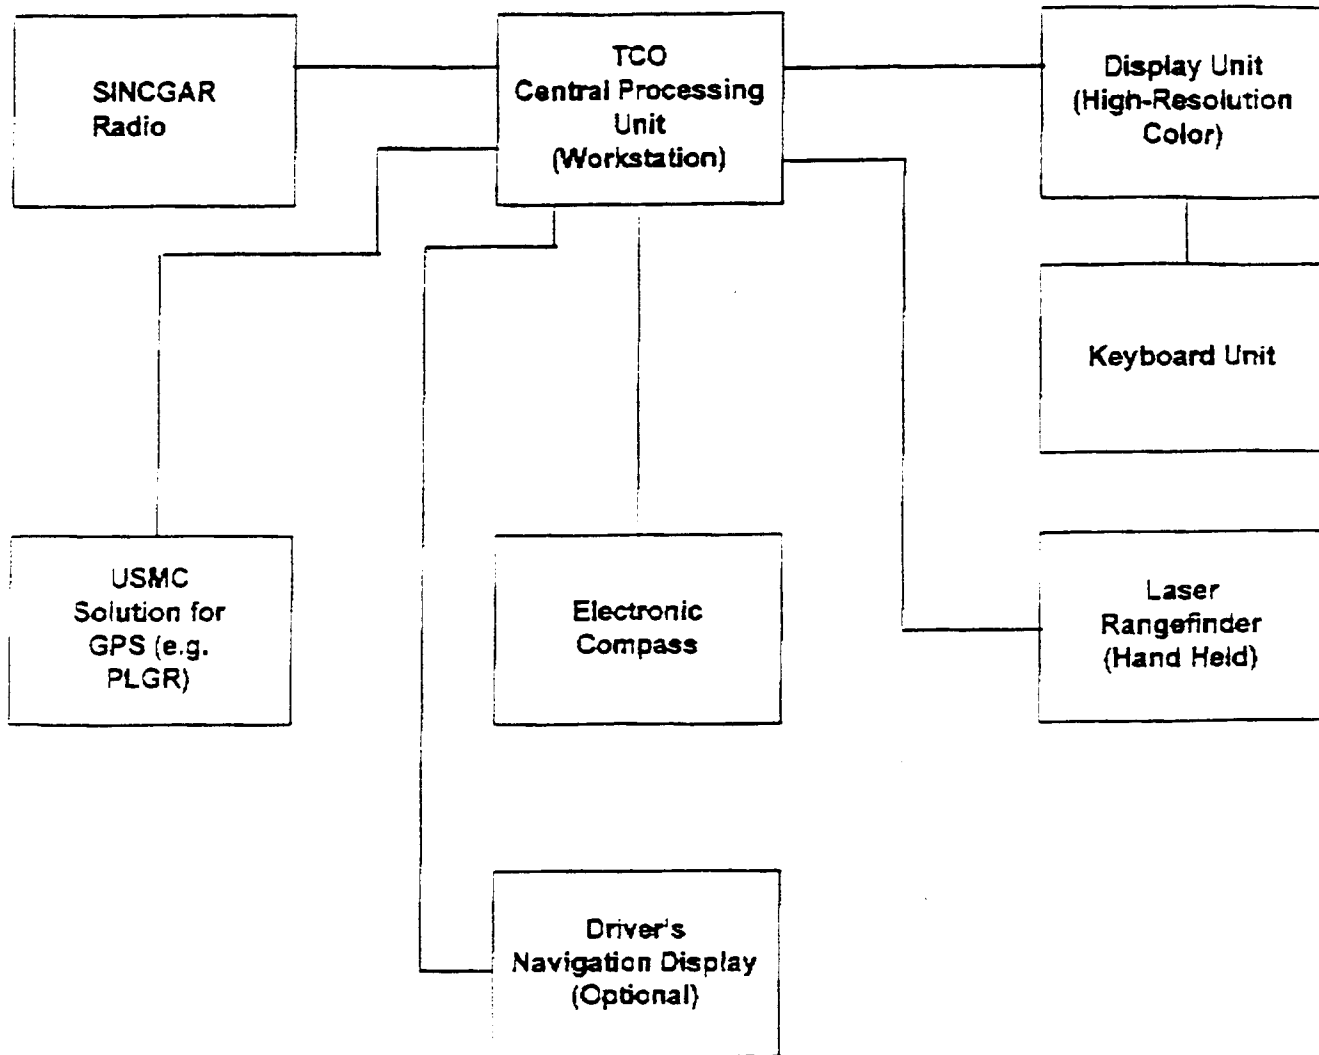 SINCGAR
Radio
TCO
Central Processing
Unit
(Workstation)
Display Unit
(High-Resolution
Color)
Keyboard Unit
USMC
Solution for
GPS (e.g.
PLGR)
Electronic
Compass
Laser
Rangefinder
(Hand Held)
Driver's
Navigation Display
(Optional)